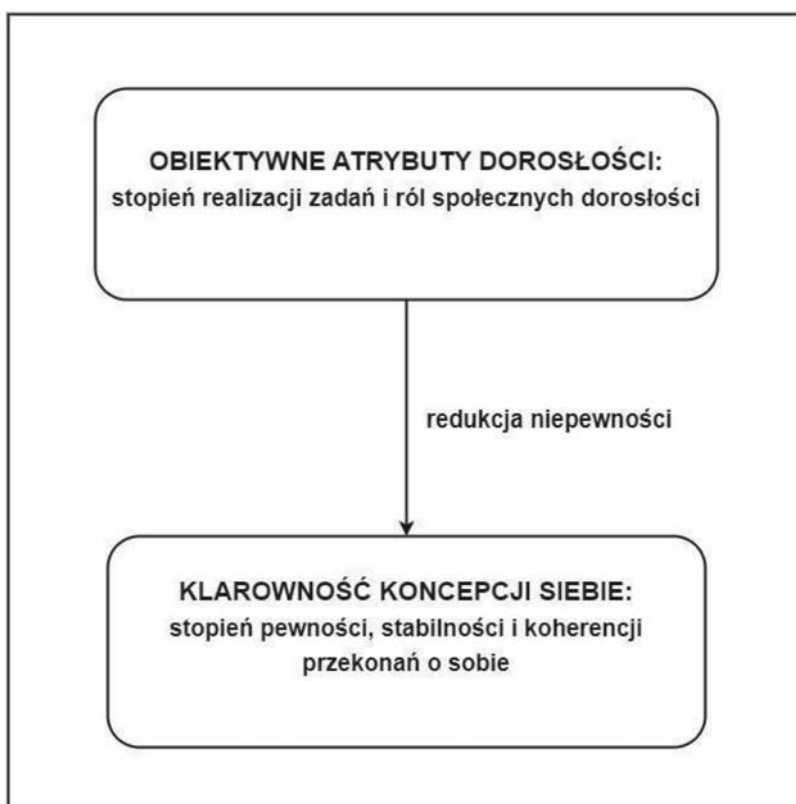 OBIEKTYWNE ATRYBUTY DOROSŁOŚCI:
stopień realizacji zadań i ról społecznych dorosłości
redukcja niepewności
KLAROWNOŚĆ KONCEPCJI SIEBIE:
stopień pewności, stabilności i koherencji
przekonań o sobie